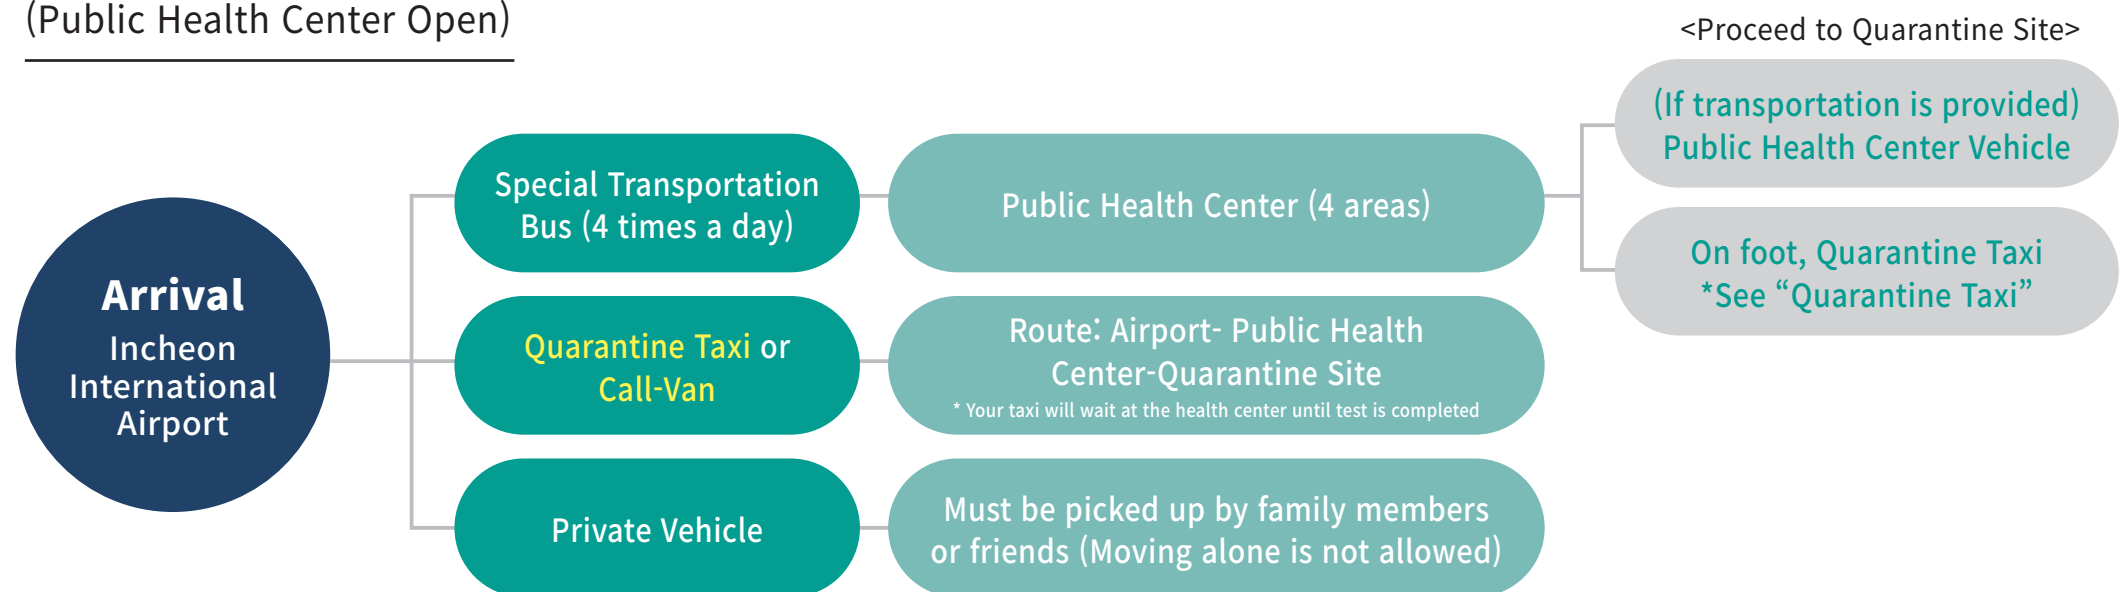 (Public Health Center Open)
<Proceed to Quarantine Site>
Arrival
Incheon
International
Airport
Special Transportation
Bus (4 times a day)
Public Health Center (4 areas)
(If transportation is provided)
Public Health Center Vehicle
On foot, Quarantine Taxi
*See “Quarantine Taxi”
Quarantine Taxi or
Call-Van
Route: Airport- Public Health
Center-Quarantine Site
* Your taxi will wait at the health center until test is completed
Private Vehicle
Must be picked up by family members
or friends (Moving alone is not allowed)